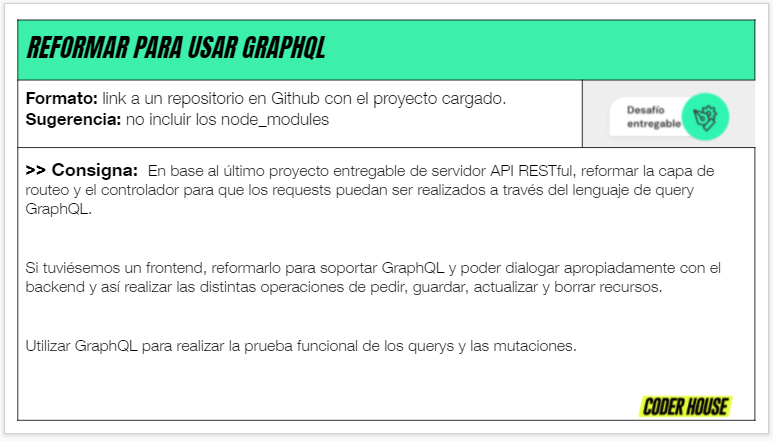 REFORMAR PARA USAR GRAPHQL
Formato: link a un repositorio en Github con el proyecto cargado.
Sugerencia: no incluir los node_modules
Desafío
entregable
>> Consigna: En base al último proyecto entregable de servidor API RESTful, reformar la capa de
routeo y el controlador para que los requests puedan ser realizados a través del lenguaje de query
GraphQL.
Si tuviésemos un frontend, reformarlo para soportar GraphQL y poder dialogar apropiadamente con el
backend y así realizar las distintas operaciones de pedir, guardar, actualizar y borrar recursos.
Utilizar GraphQL para realizar la prueba funcional de los querys y las mutaciones.
CODER HOUSE